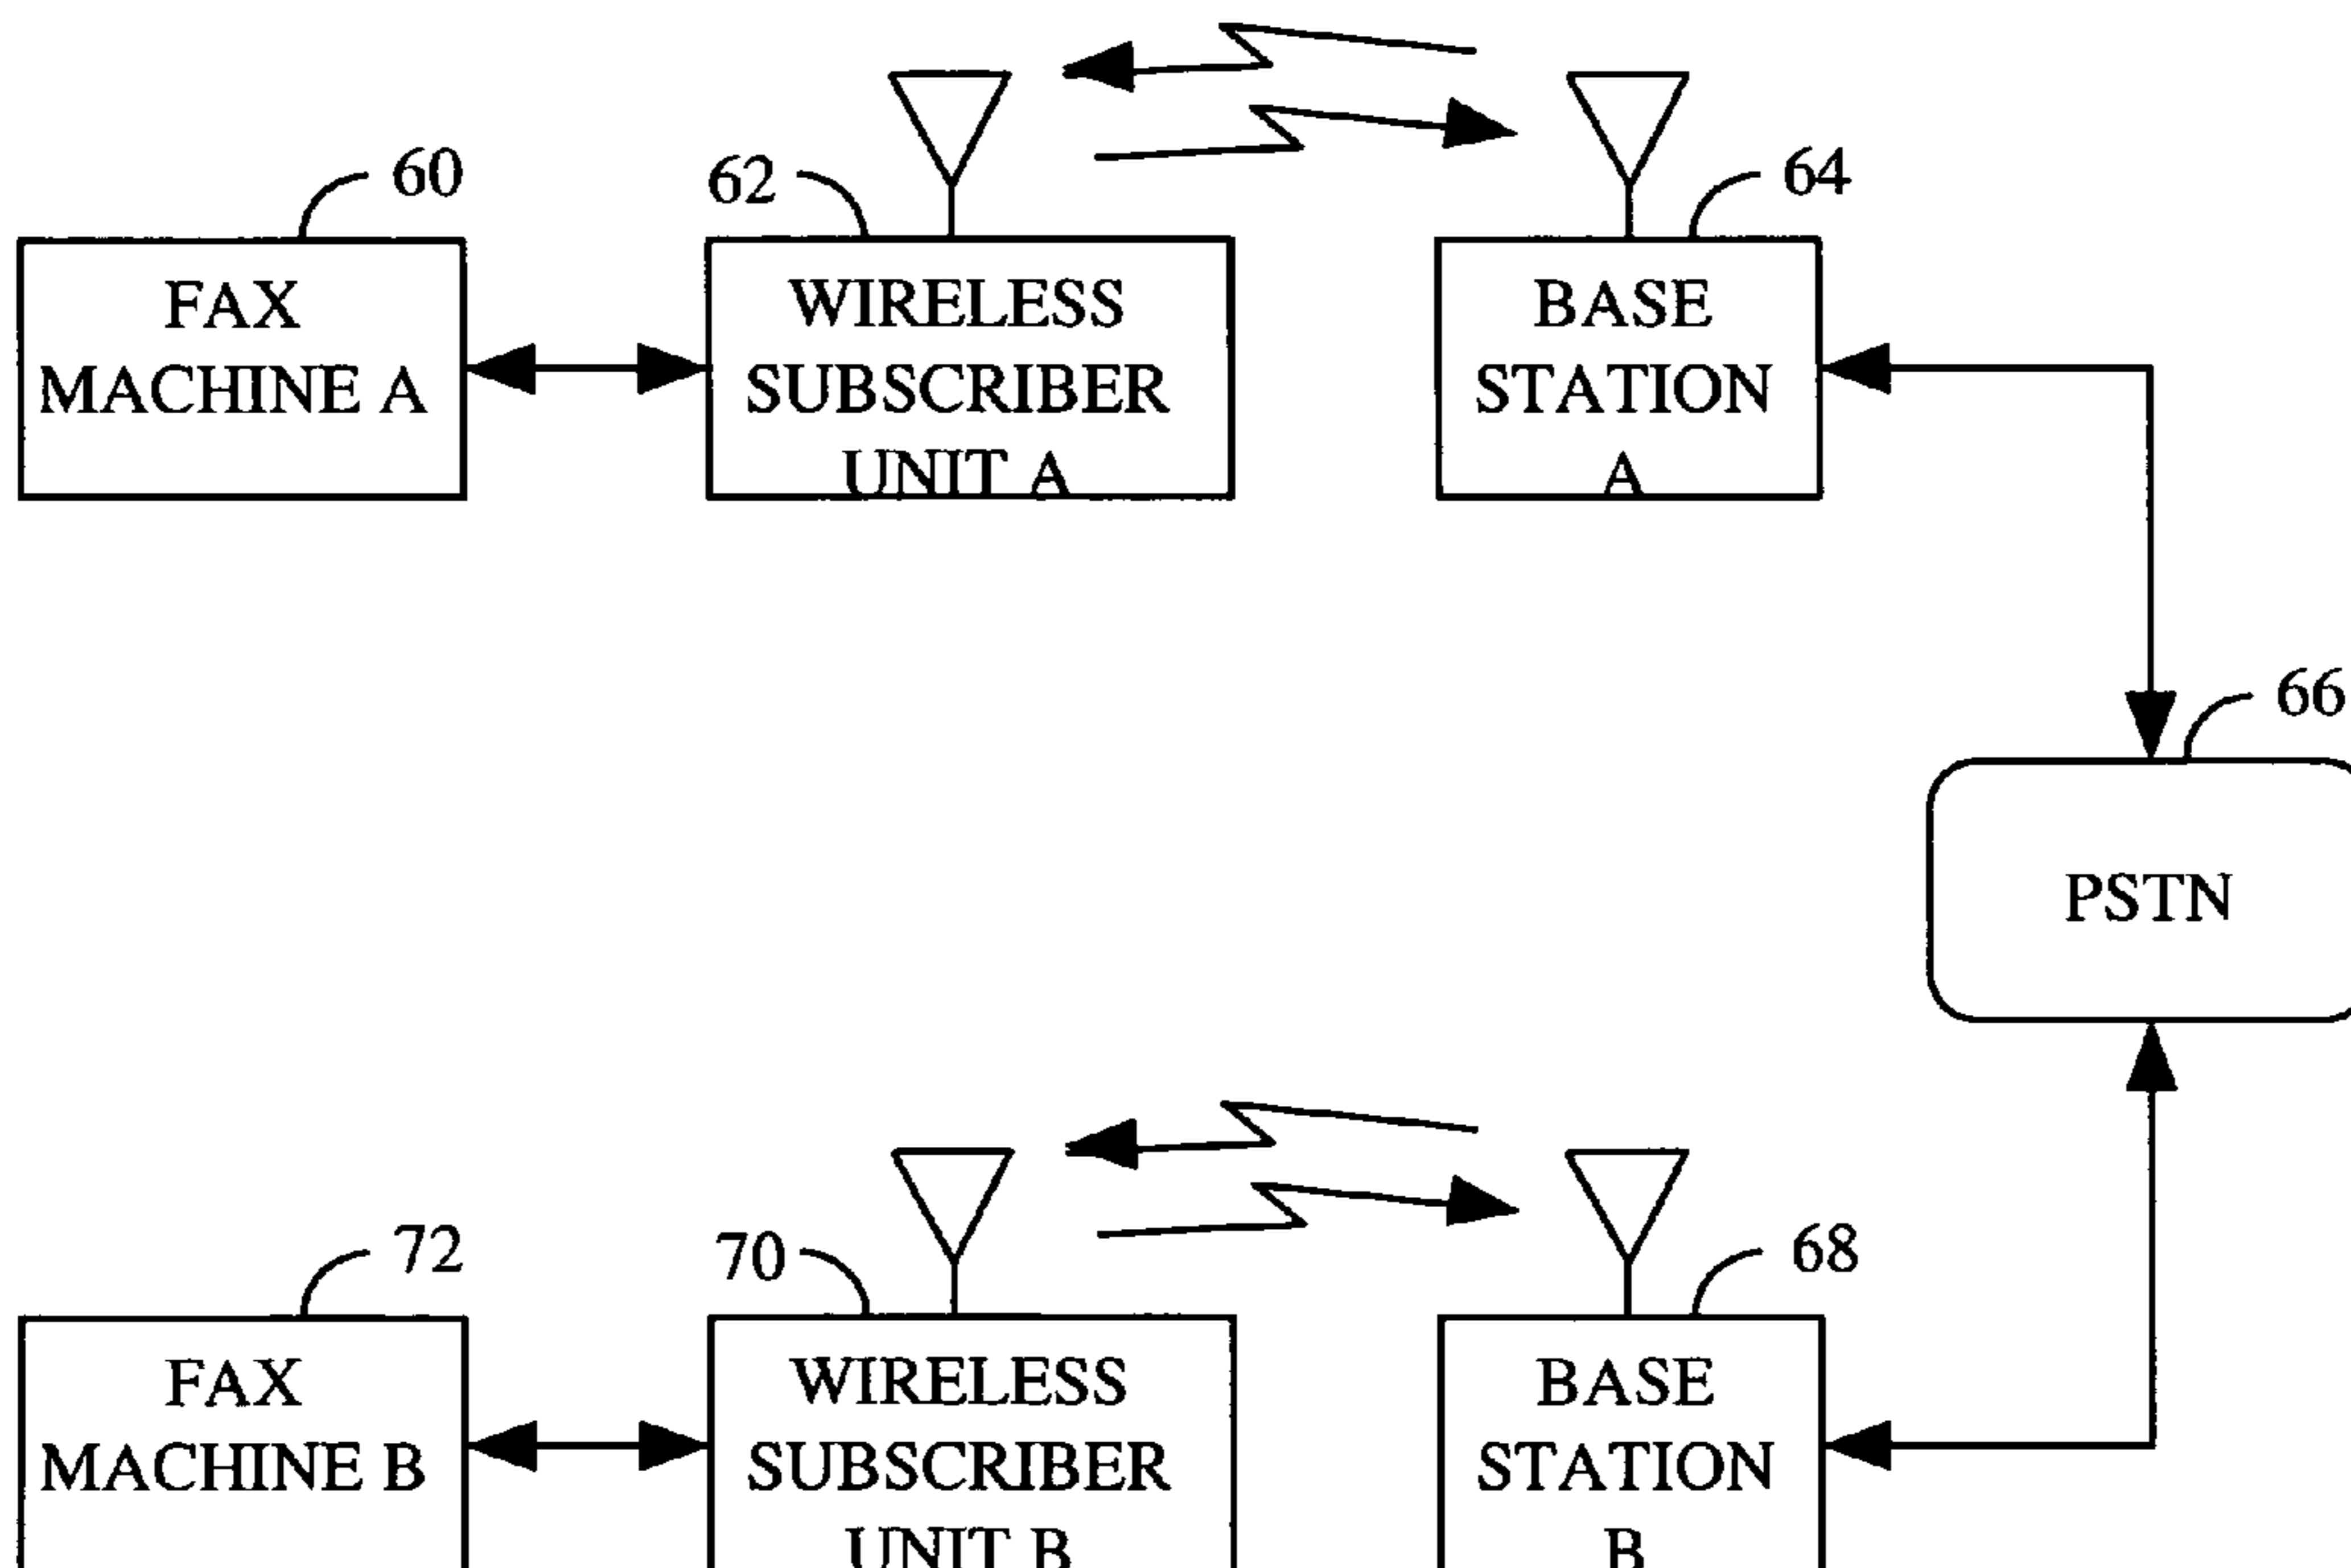 60
62
64
FAX
MACHINE A
WIRELESS
SUBSCRIBER
UNIT A
BASE
STATION
A
66
PSTN
72
70
68
FAX
MACHINE B
WIRELESS
SUBSCRIBER
UNIT B
BASE
STATION
B